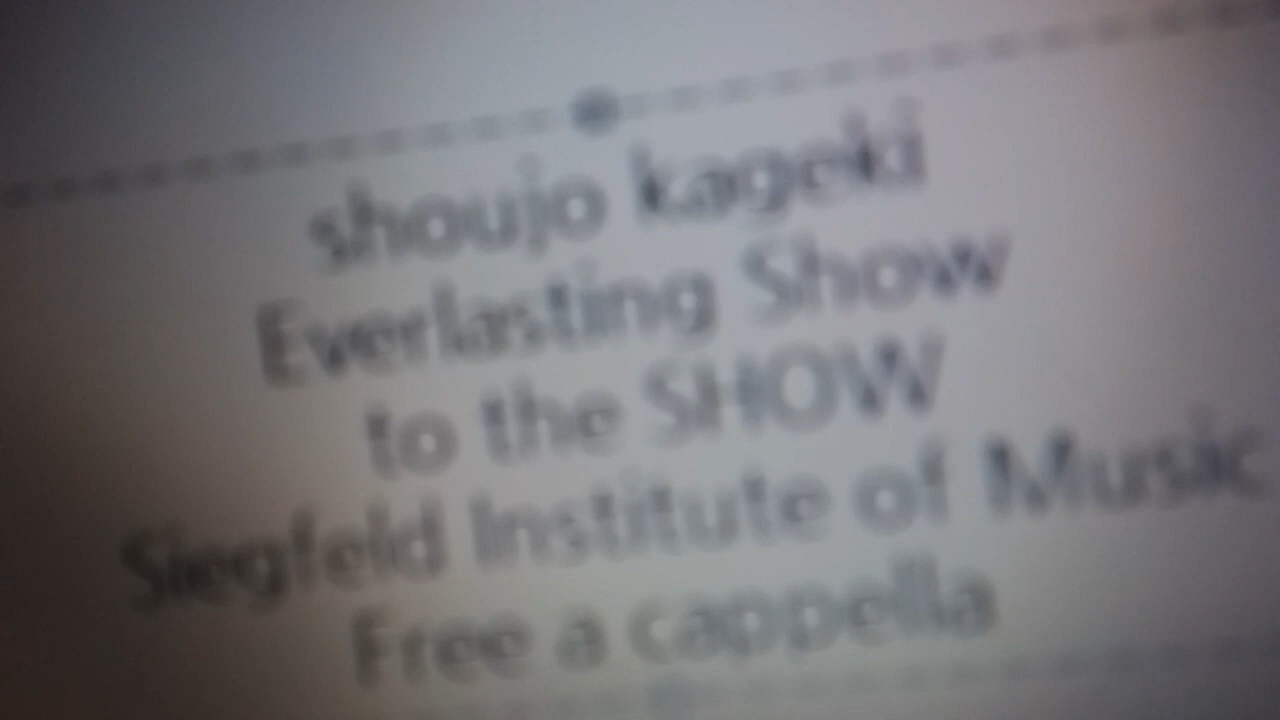 shoujo kageki
Everlasting Show
to the SHOW
Siegfeld Institute of Music
Free a cappella